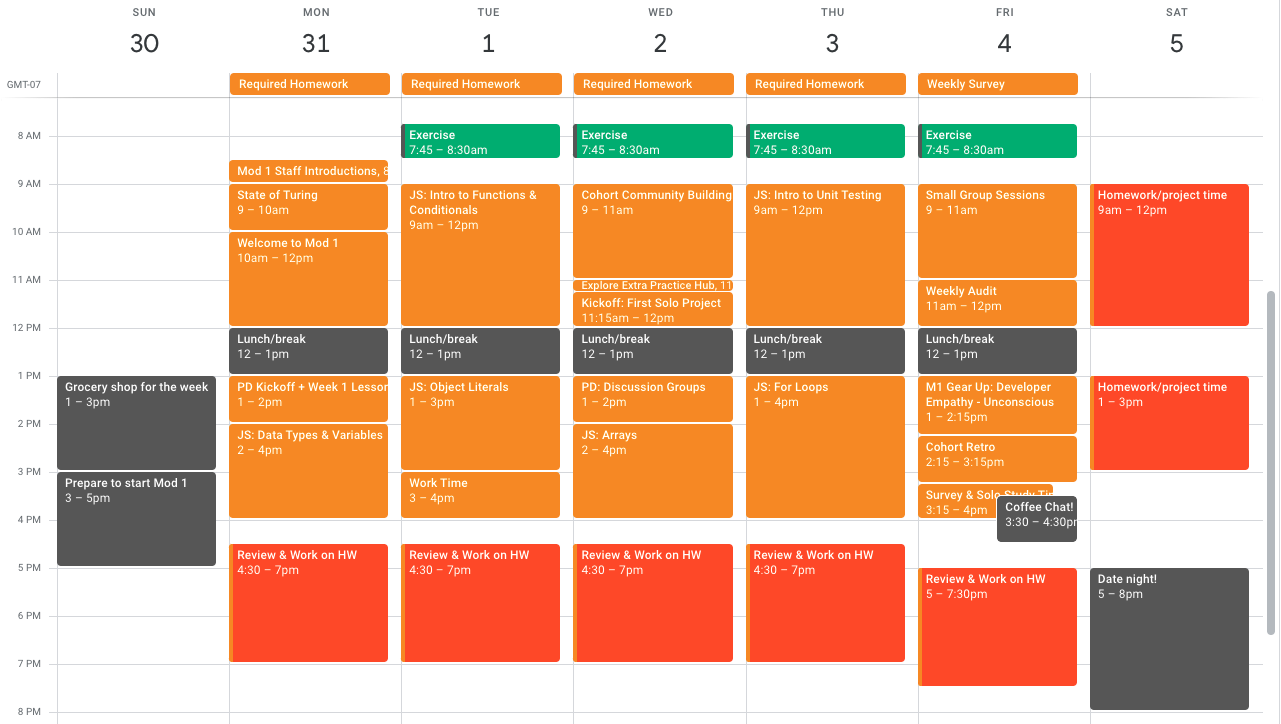 SUN MON TUE WED THU FRI SAT
30 31 1 2 3 4 5
GMT-07
Required Homework
Required Homework
Required Homework
Required Homework
Weekly Survey
8 AM
9 AM
10 AM
11 AM
12 PM
1 PM
2 PM
3 PM
4 PM
5 PM
6 PM
7 PM
8 PM
Grocery shop for the week
1 – 3pm
Prepare to start Mod 1
3 – 5pm
Mod 1 Staff Introductions, 8
State of Turing
9 – 10am
Welcome to Mod 1
10am – 12pm
Lunch/break
12 – 1pm
PD Kickoff + Week 1 Lesson
1 – 2pm
JS: Data Types & Variables
2 – 4pm
Review & Work on HW
4:30 – 7pm
Exercise
7:45 – 8:30am
JS: Intro to Functions &
Conditionals
9am – 12pm
Lunch/break
12 – 1pm
JS: Object Literals
1 – 3pm
Work Time
3 – 4pm
Review & Work on HW
4:30 – 7pm
Exercise
7:45 – 8:30am
Cohort Community Building
9 – 11am
Explore Extra Practice Hub, 11
Kickoff: First Solo Project
11:15am – 12pm
Lunch/break
12 – 1pm
PD: Discussion Groups
1 – 2pm
JS: Arrays
2 – 4pm
Review & Work on HW
4:30 – 7pm
Exercise
7:45 – 8:30am
JS: Intro to Unit Testing
9am – 12pm
Lunch/break
12 – 1pm
JS: For Loops
1 – 4pm
Review & Work on HW
4:30 – 7pm
Exercise
7:45 – 8:30am
Small Group Sessions
9 – 11am
Weekly Audit
11am – 12pm
Lunch/break
12 – 1pm
M1 Gear Up: Developer
Empathy - Unconscious
1 – 2:15pm
Cohort Retro
2:15 – 3:15pm
Survey & Solo Study Ti
3:15 – 4pm
Coffee Chat!
3:30 – 4:30p
Review & Work on HW
5 – 7:30pm
Homework/project time
9am – 12pm
Homework/project time
1 – 3pm
Date night!
5 – 8pm